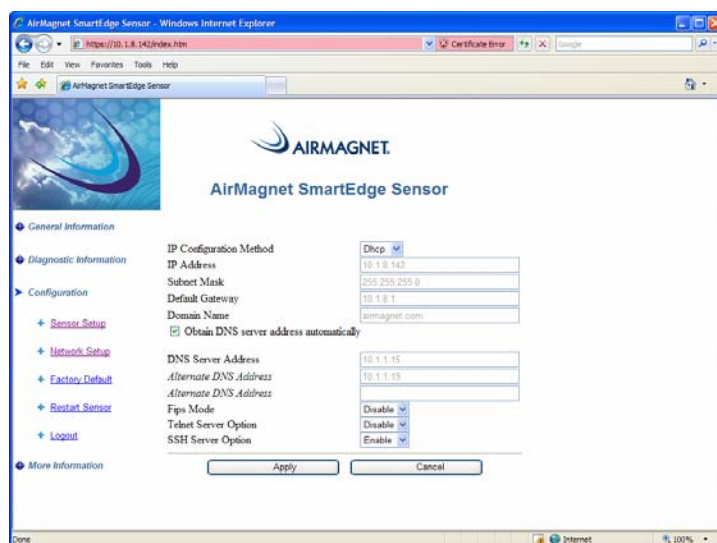 AirMagnet SmartEdge Sensor - Windows Internet Explorer
https://10.1.8.142/index.htm
Certificate Error
Google
File Edit View Favorites Tools Help
AirMagnet SmartEdge Sensor
AIRMAGNET.
AirMagnet SmartEdge Sensor
General Information
Diagnostic Information
Configuration
Sensor Setup
Network Setup
Factory Default
Restart Sensor
Logout
More Information
IP Configuration Method Dhcp
IP Address 10.1.8.142
Subnet Mask 255.255.255.0
Default Gateway 10.1.8.1
Domain Name airmagnet.com
Obtain DNS server address automatically
DNS Server Address 10.1.1.15
Alternate DNS Address 10.1.1.19
Alternate DNS Address
Fips Mode Disable
Telnet Server Option Disable
SSH Server Option Enable
Apply Cancel
Done Internet 100%